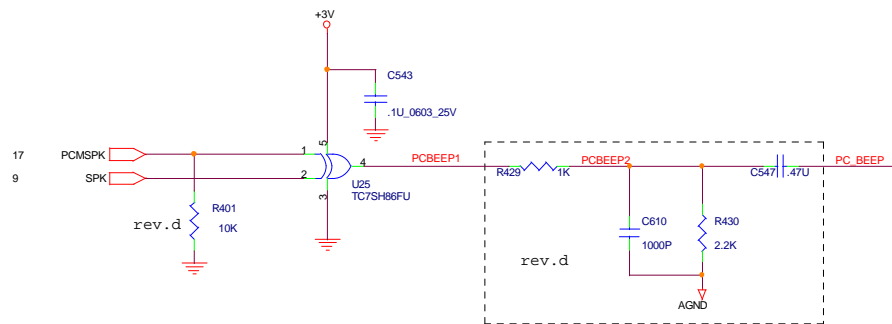 +3V
C543
.1U_0603_25V
17 PCMSPK 1 5 4 PCBEEP1 R429 1K PCBEEP2 C547 .47U PC_BEEP
9 SPK 2 3
U25
TC7SH86FU
R401
10K
rev.d
C610
1000P
R430
2.2K
rev.d
AGND